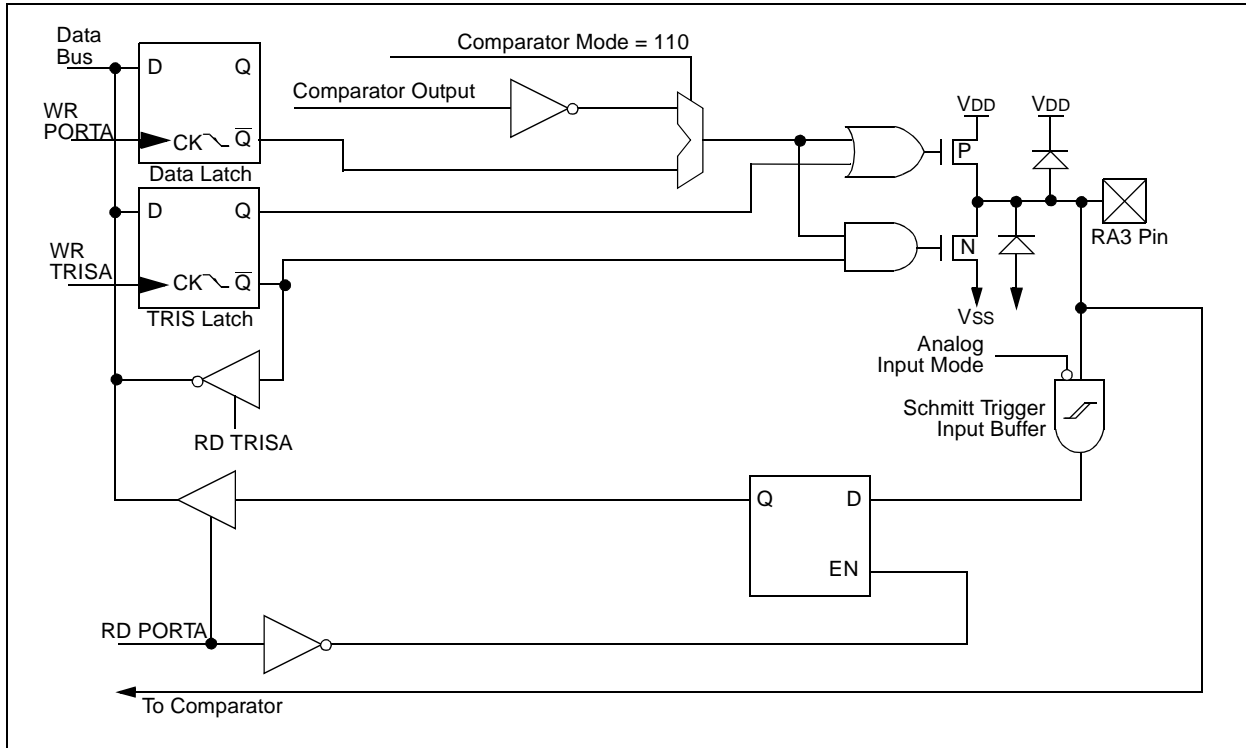 Data
Bus
D
Q
WR
PORTA
CK
Q
Data Latch
Comparator Mode = 110
Comparator Output
D
Q
WR
TRISA
CK
Q
TRIS Latch
RD TRISA
VDD
VDD
P
N
RA3 Pin
VSS
Analog
Input Mode
Schmitt Trigger
Input Buffer
Q
D
EN
RD PORTA
To Comparator